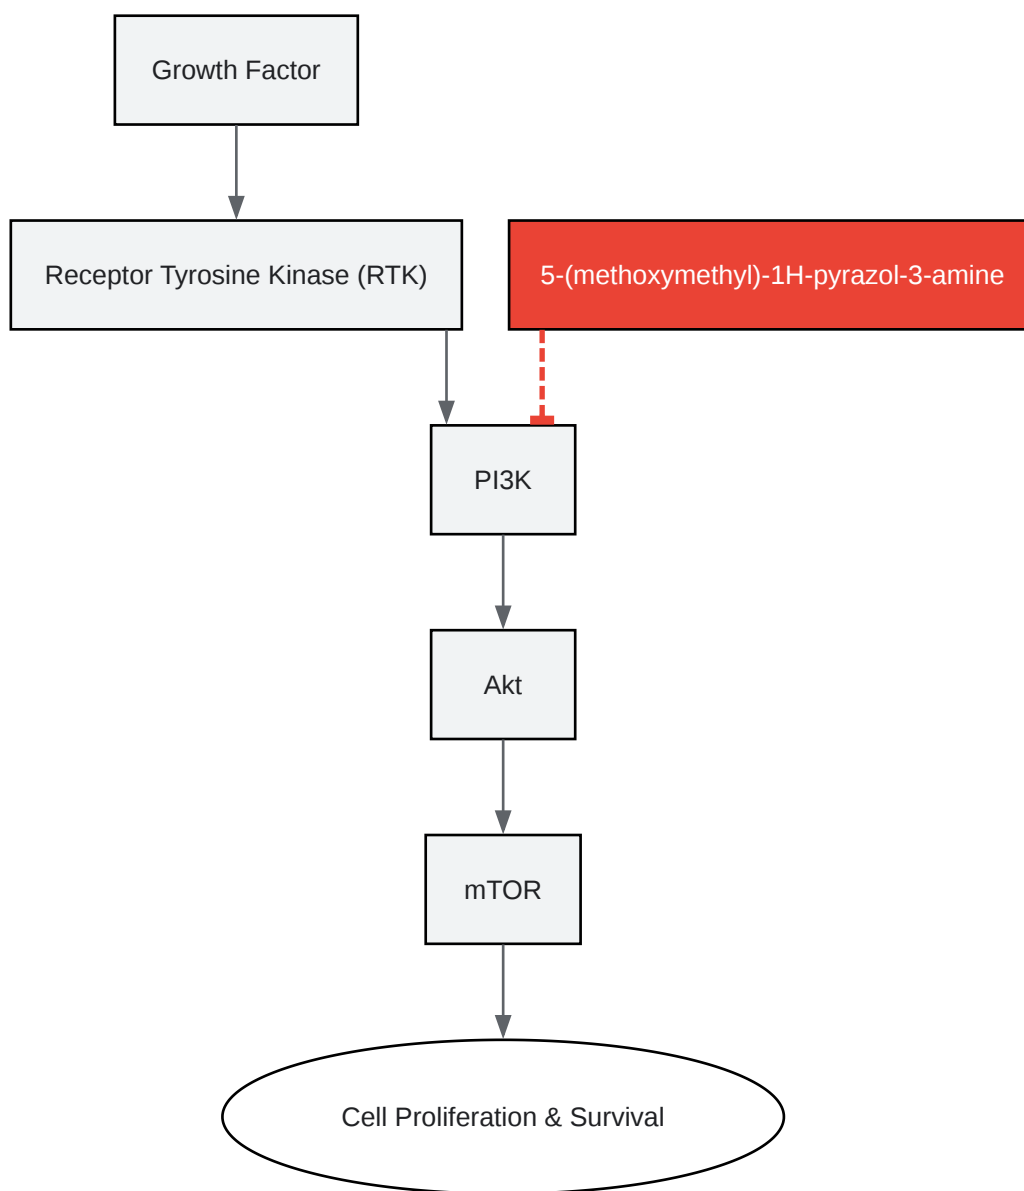 Growth Factor
Receptor Tyrosine Kinase (RTK)
5-(methoxymethyl)-1H-pyrazol-3-amine
PI3K
Akt
mTOR
Cell Proliferation & Survival